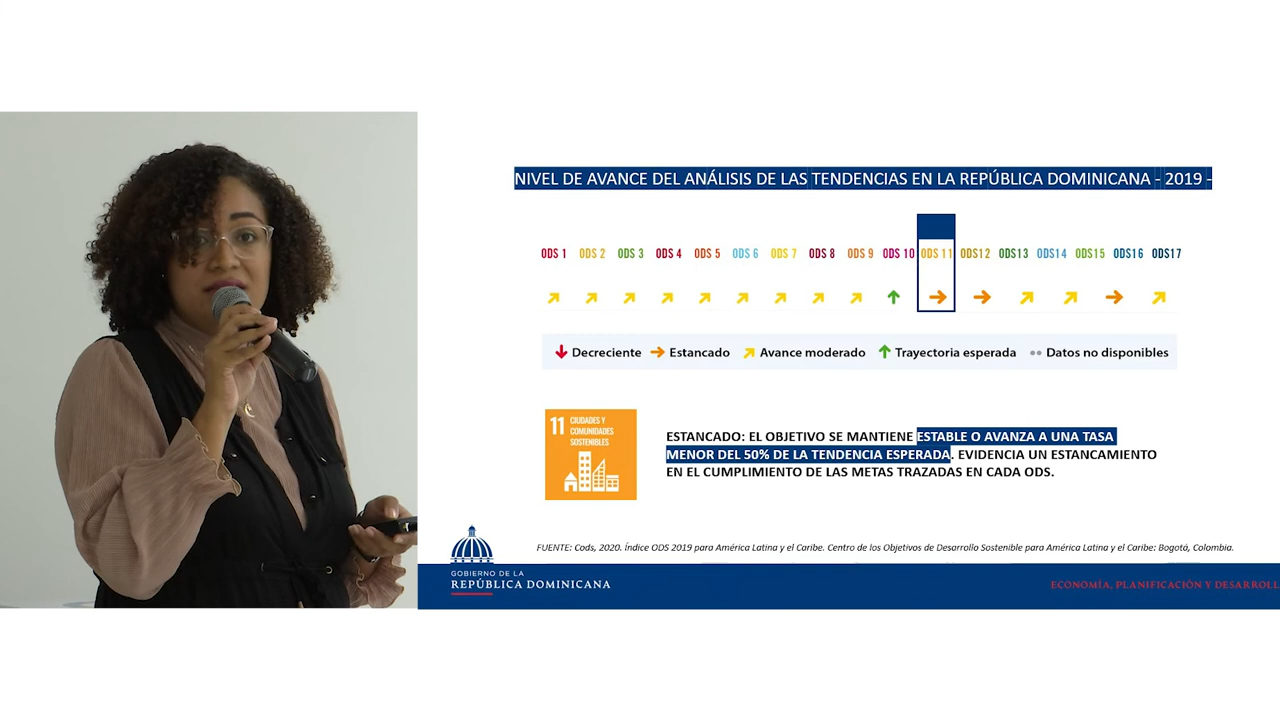 NIVEL DE AVANCE DEL ANÁLISIS DE LAS TENDENCIAS EN LA REPÚBLICA DOMINICANA - 2019 -
ODS 1 ODS 2 ODS 3 ODS 4 ODS 5 ODS 6 ODS 7 ODS 8 ODS 9 ODS 10 ODS 11 ODS12 ODS13 ODS14 ODS15 ODS16 ODS17
Decreciente Estancado Avance moderado Trayectoria esperada Datos no disponibles
11 CIUDADES Y
COMUNIDADES
SOSTENIBLES
ESTANCADO: EL OBJETIVO SE MANTIENE ESTABLE O AVANZA A UNA TASA
MENOR DEL 50% DE LA TENDENCIA ESPERADA. EVIDENCIA UN ESTANCAMIENTO
EN EL CUMPLIMIENTO DE LAS METAS TRAZADAS EN CADA ODS.
FUENTE: Cods, 2020. Índice ODS 2019 para América Latina y el Caribe. Centro de los Objetivos de Desarrollo Sostenible para América Latina y el Caribe: Bogotá, Colombia.
GOBIERNO DE LA
REPÚBLICA DOMINICANA
ECONOMÍA, PLANIFICACIÓN Y